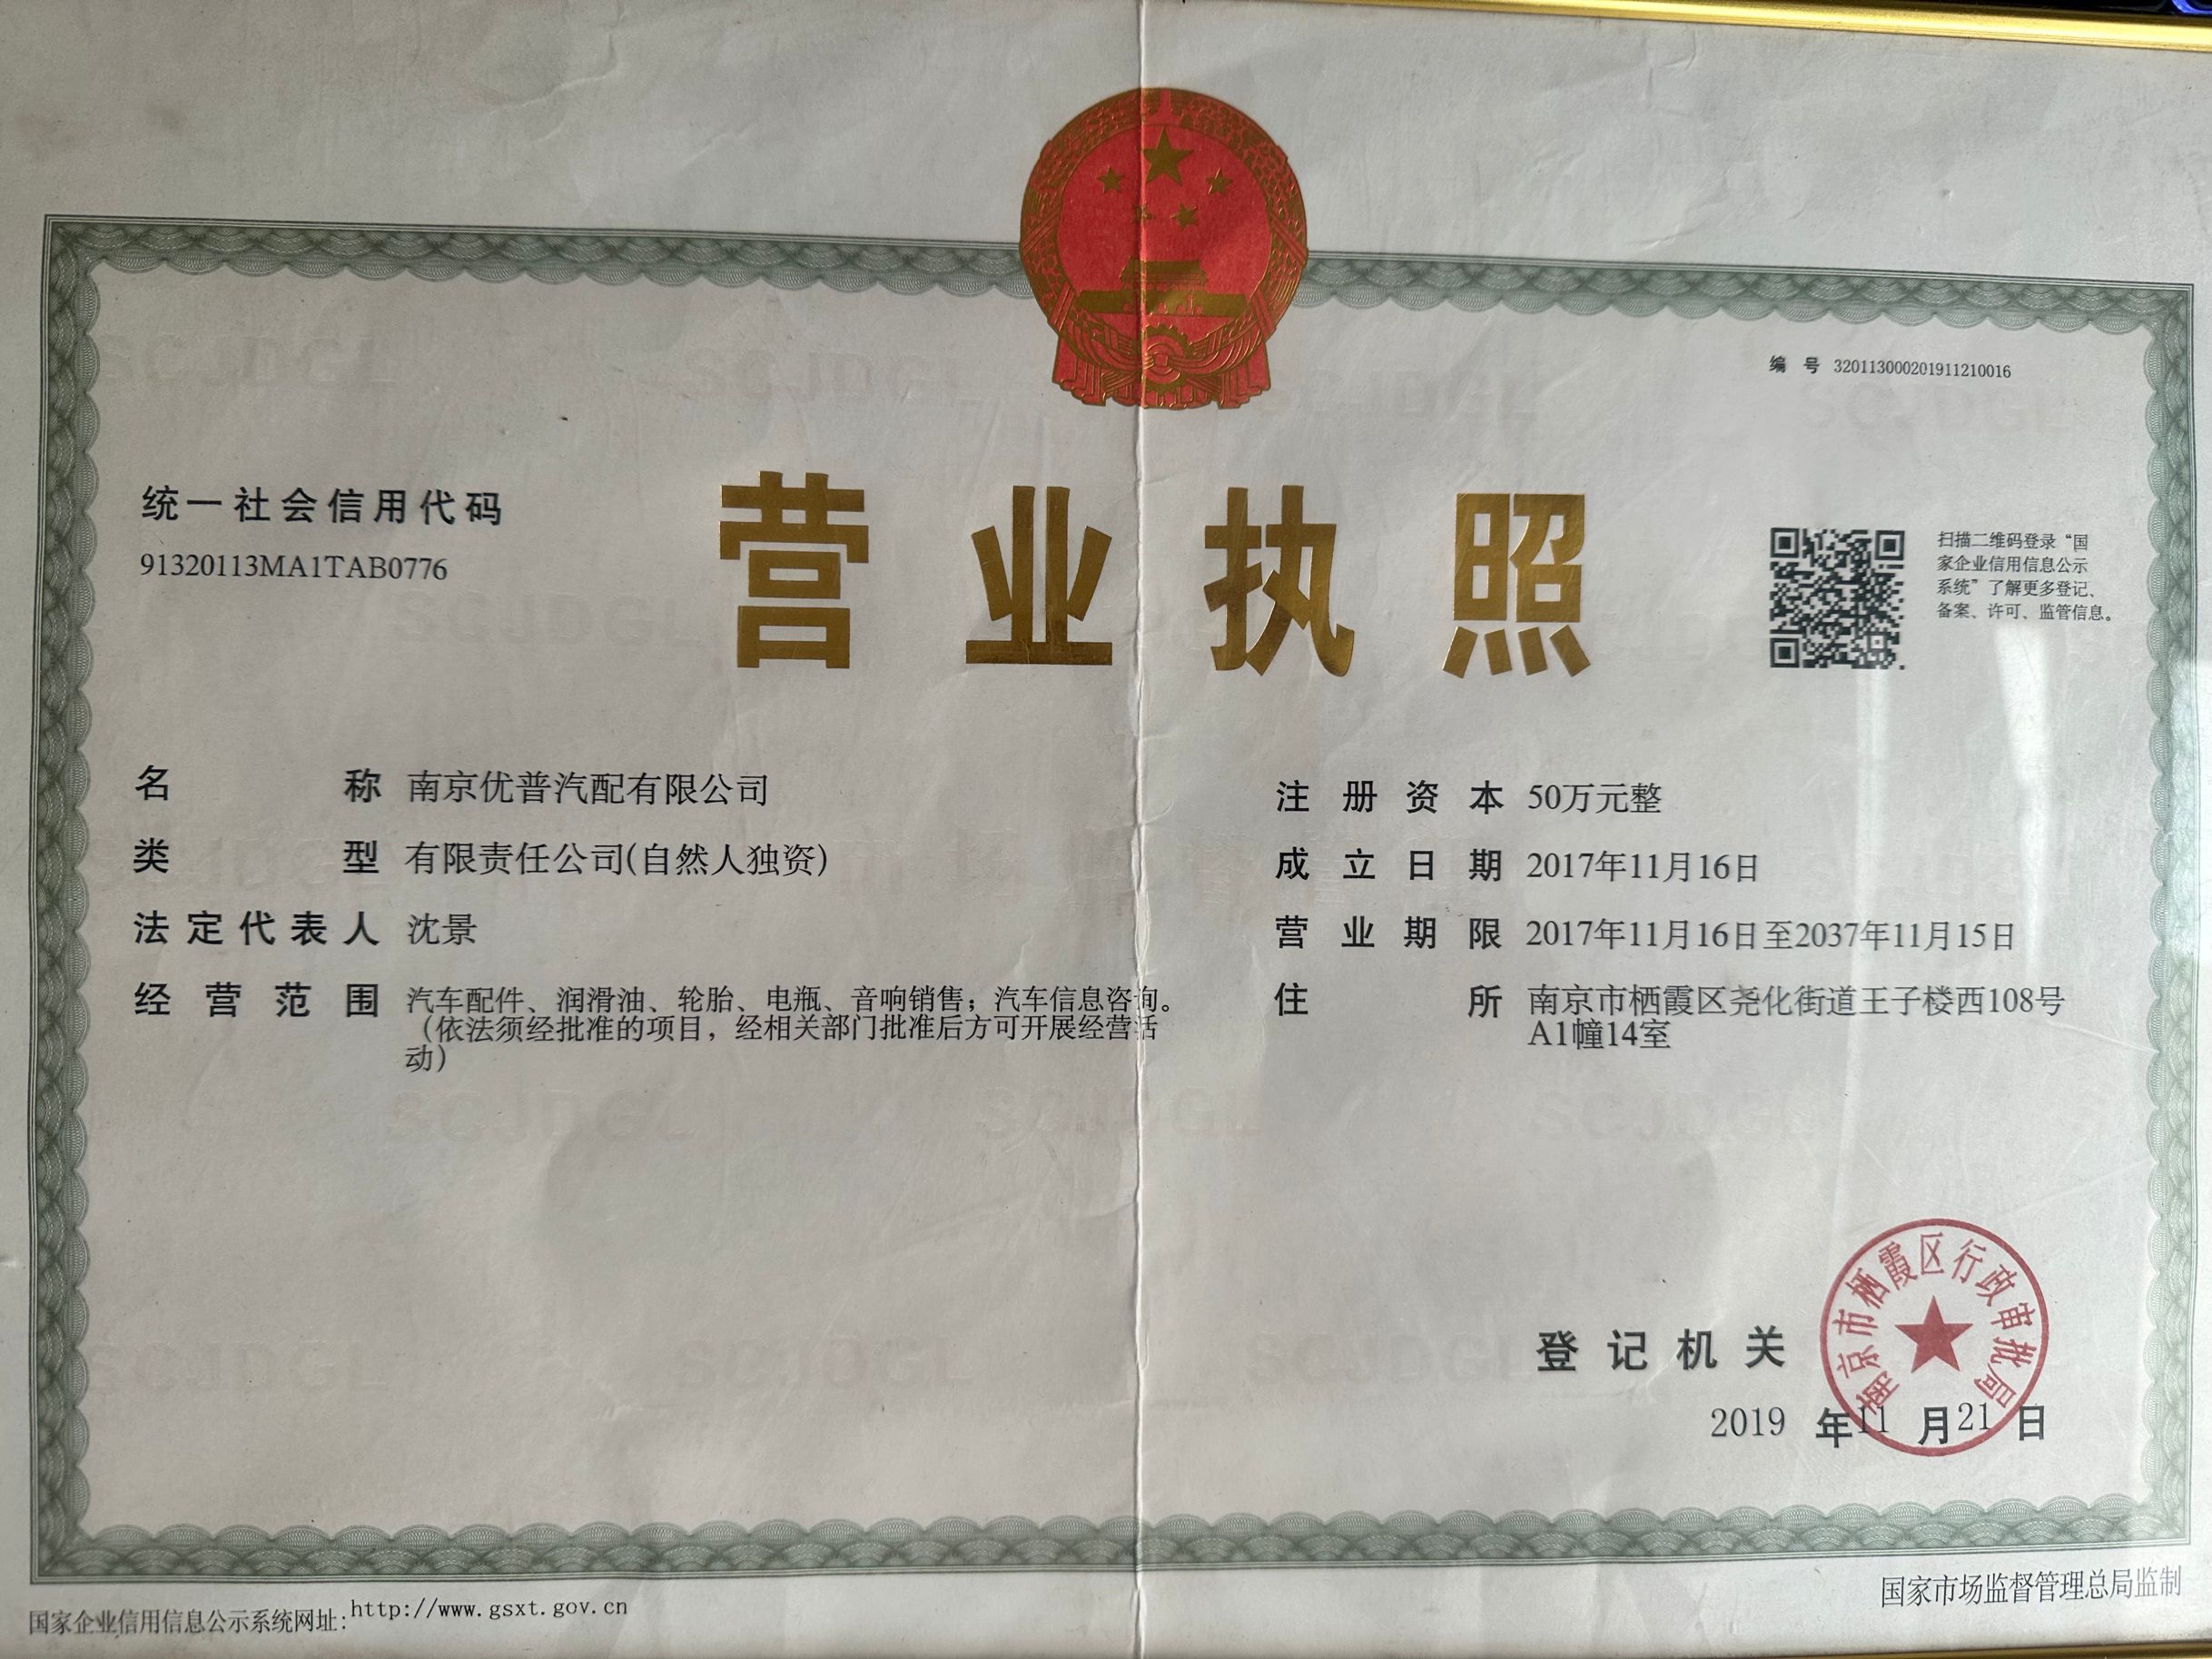 编 号 320113000201911210016
营业执照
统一社会信用代码
91320113MA1TAB0776
扫描二维码登录“国
家企业信用信息公示
系统”了解更多登记、
备案、许可、监管信息。
名 称 南京优普汽配有限公司
类 型 有限责任公司(自然人独资)
法定代表人 沈景
经营范围 汽车配件、润滑油、轮胎、电瓶、音响销售；汽车信息咨询。
（依法须经批准的项目，经相关部门批准后方可开展经营活
动）
注册资本 50万元整
成立日期 2017年11月16日
营业期限 2017年11月16日至2037年11月15日
住 所 南京市栖霞区尧化街道王子楼西108号
A1幢14室
登记机关
南京市栖霞区行政审批局
2019 年11 月21 日
国家企业信用信息公示系统网址：http://www.gsxt.gov.cn
国家市场监督管理总局监制